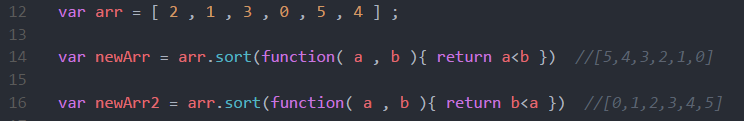 12 var arr = [ 2 , 1 , 3 , 0 , 5 , 4 ] ;
13
14 var newArr = arr.sort(function( a , b ){ return a<b }) //[5,4,3,2,1,0]
15
16 var newArr2 = arr.sort(function( a , b ){ return b<a }) //[0,1,2,3,4,5]